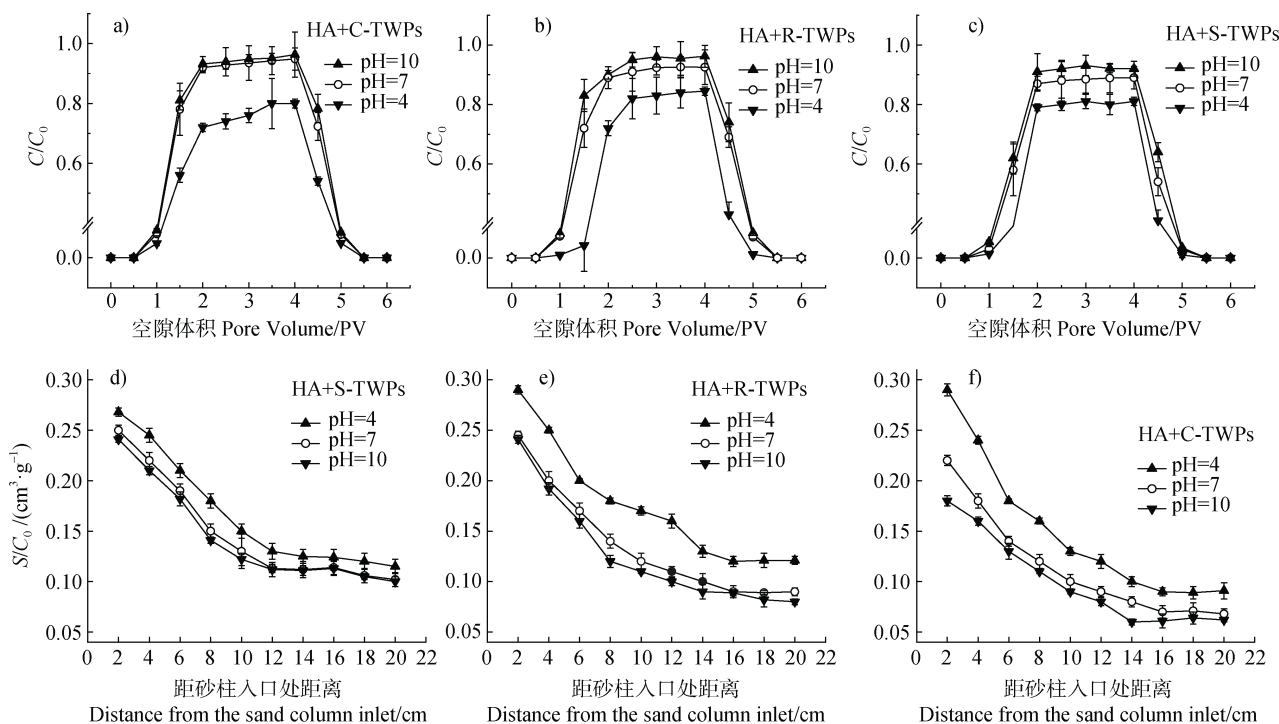 a)
HA+C-TWPs
pH=10
pH=7
pH=4
C/C₀
1.0
0.8
0.6
0.0
0 1 2 3 4 5 6
空隙体积 Pore Volume/PV
b)
HA+R-TWPs
pH=10
pH=7
pH=4
C/C₀
1.0
0.8
0.6
0.0
0 1 2 3 4 5 6
空隙体积 Pore Volume/PV
c)
HA+S-TWPs
pH=10
pH=7
pH=4
C/C₀
1.0
0.8
0.6
0.0
0 1 2 3 4 5 6
空隙体积 Pore Volume/PV
d)
HA+S-TWPs
pH=4
pH=7
pH=10
S/C₀ /(cm³·g⁻¹)
0.30
0.25
0.20
0.15
0.10
0.05
0 2 4 6 8 10 12 14 16 18 20 22
距砂柱入口处距离
Distance from the sand column inlet/cm
e)
HA+R-TWPs
pH=4
pH=7
pH=10
0.30
0.25
0.20
0.15
0.10
0.05
0 2 4 6 8 10 12 14 16 18 20 22
距砂柱入口处距离
Distance from the sand column inlet/cm
f)
HA+C-TWPs
pH=4
pH=7
pH=10
0.30
0.25
0.20
0.15
0.10
0.05
0 2 4 6 8 10 12 14 16 18 20 22
距砂柱入口处距离
Distance from the sand column inlet/cm